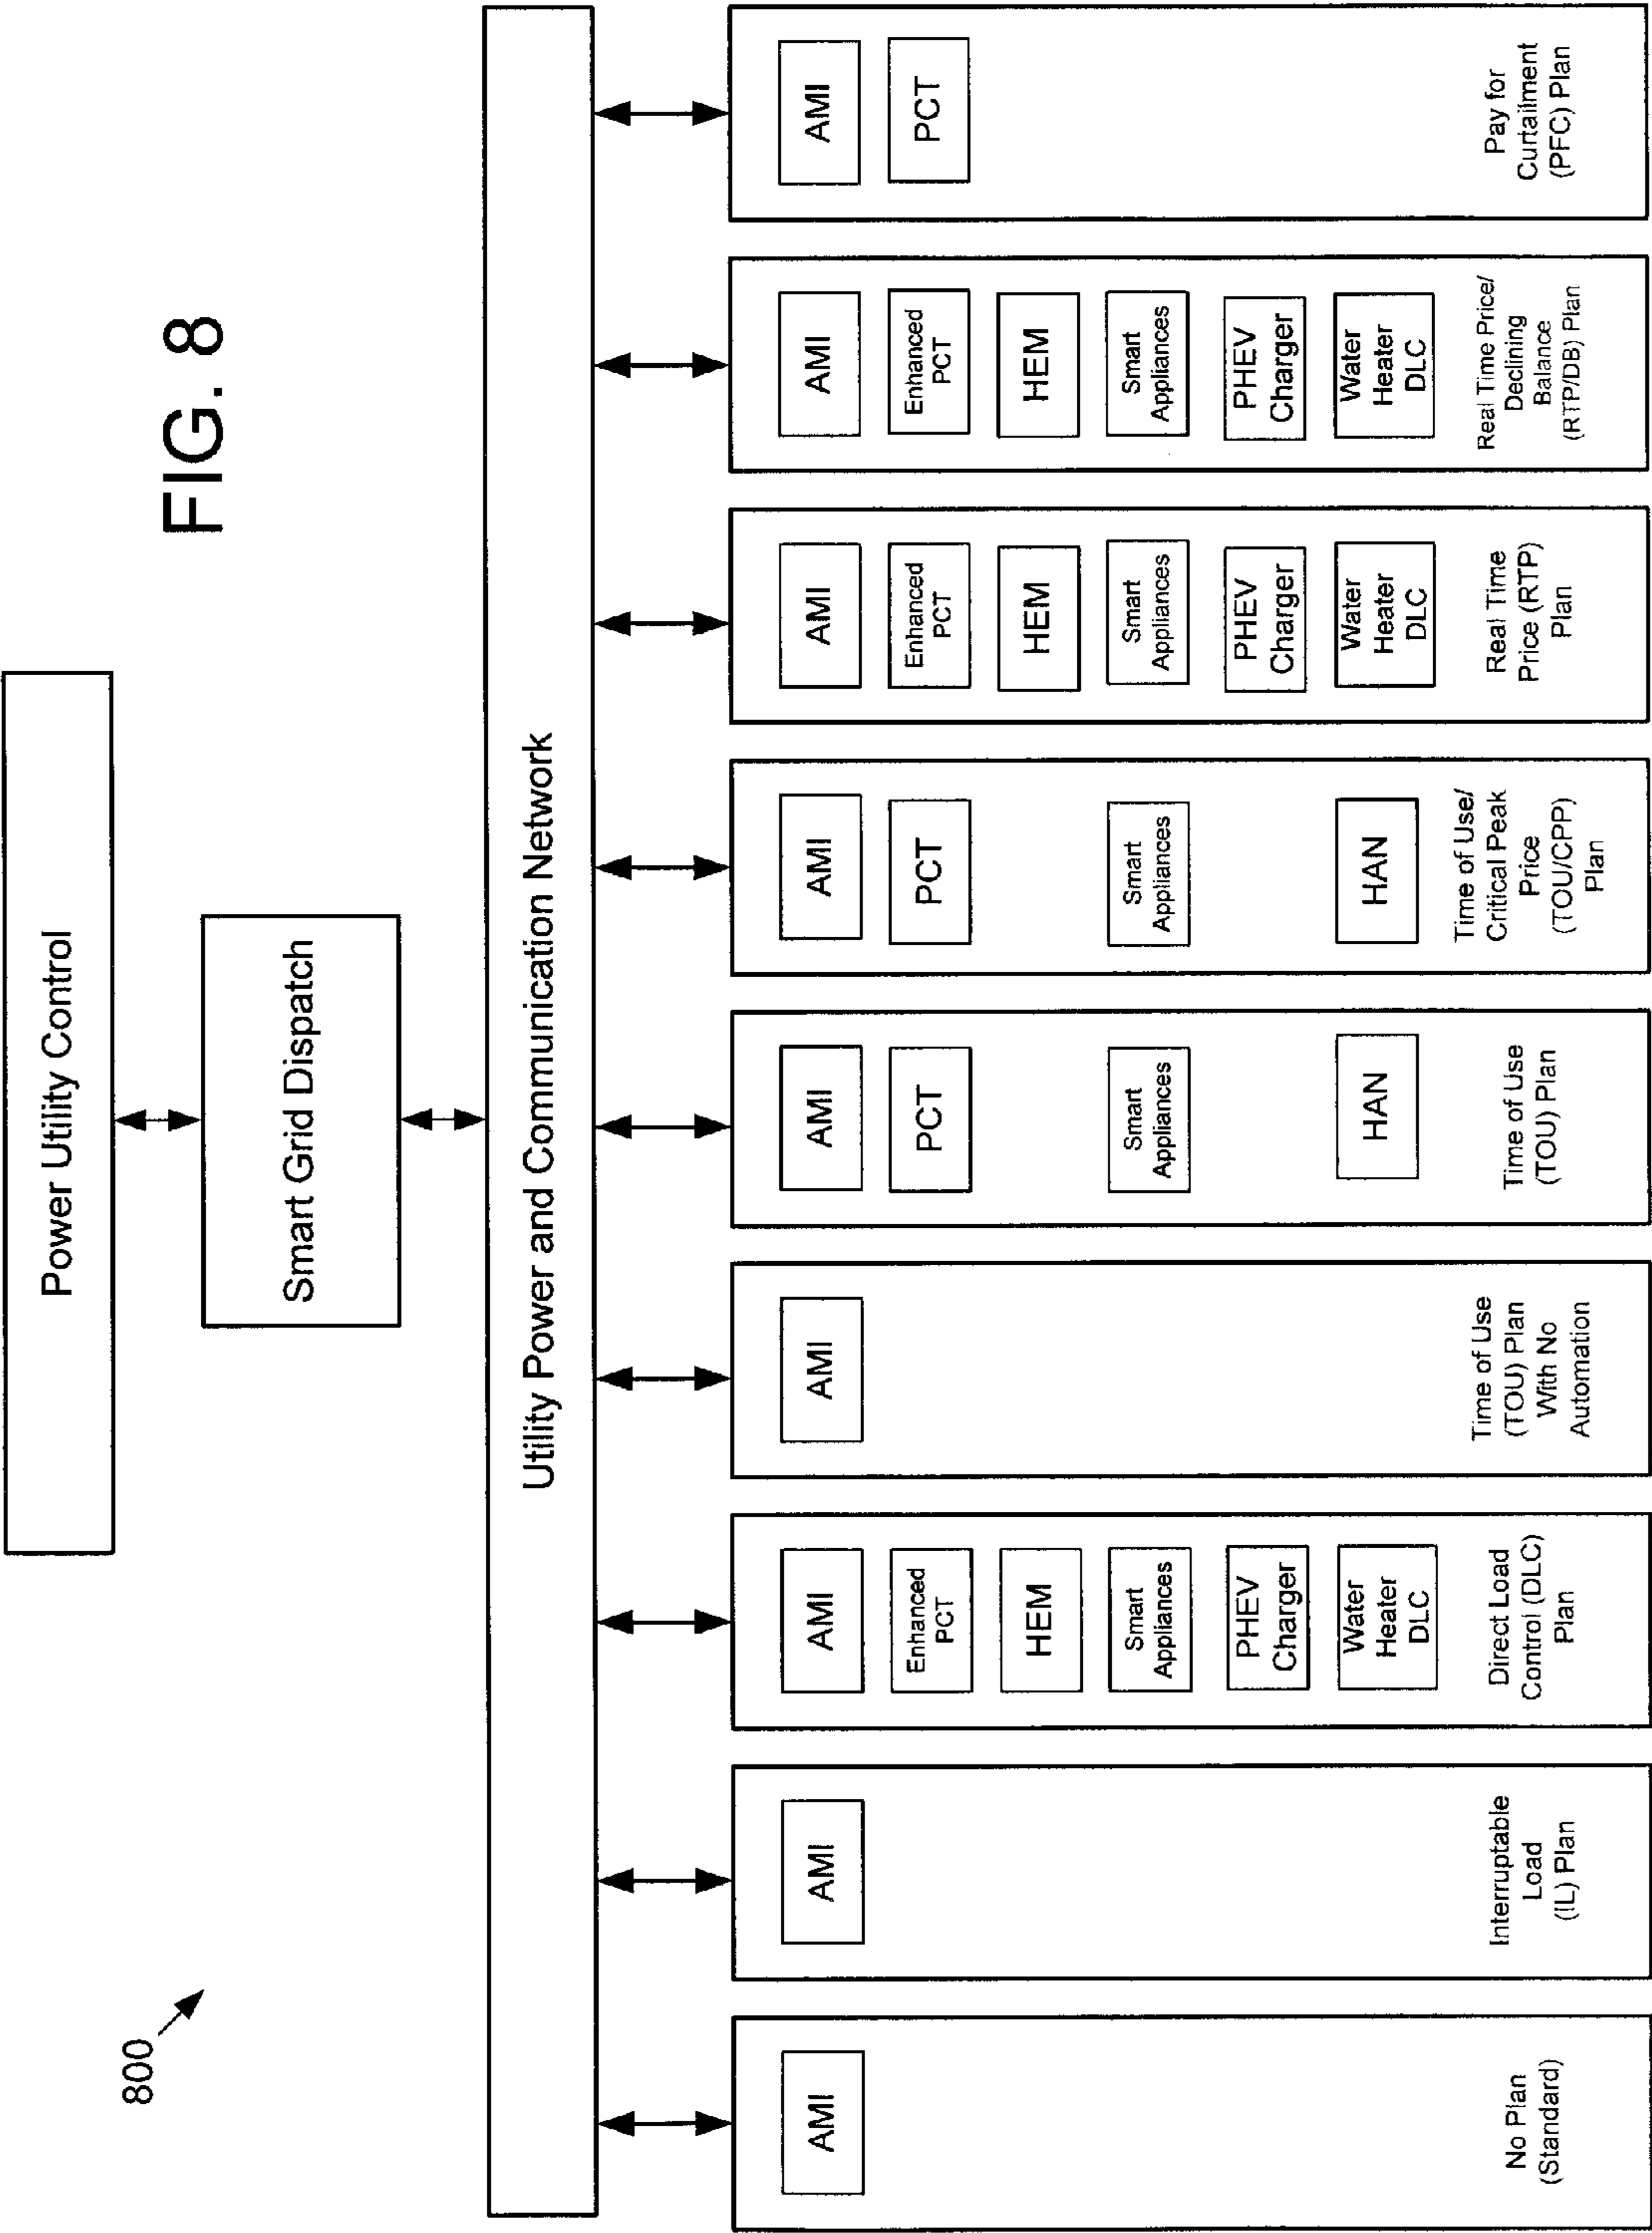 800
FIG. 8
Power Utility Control
Smart Grid Dispatch
Utility Power and Communication Network
AMI
No Plan
(Standard)
AMI
Interruptable
Load
(IL) Plan
AMI
Enhanced
PCT
HEM
Smart
Appliances
PHEV
Charger
Water
Heater
DLC
Direct Load
Control (DLC)
Plan
AMI
Time of Use
(TOU) Plan
With No
Automation
AMI
PCT
Smart
Appliances
HAN
Time of Use
(TOU) Plan
AMI
PCT
Smart
Appliances
HAN
Time of Use/
Critical Peak
Price
(TOU/CPP)
Plan
AMI
Enhanced
PCT
HEM
Smart
Appliances
PHEV
Charger
Water
Heater
DLC
Real Time
Price (RTP)
Plan
AMI
Enhanced
PCT
HEM
Smart
Appliances
PHEV
Charger
Water
Heater
DLC
Real Time Price/
Declining
Balance
(RTP/DB) Plan
AMI
PCT
Pay for
Curtailment
(PFC) Plan